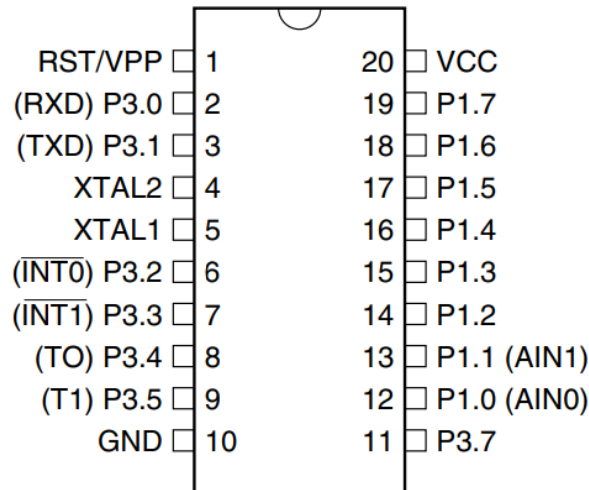 RST/VPP 1 20 VCC
(RXD) P3.0 2 19 P1.7
(TXD) P3.1 3 18 P1.6
XTAL2 4 17 P1.5
XTAL1 5 16 P1.4
(I̅N̅T̅0̅) P3.2 6 15 P1.3
(I̅N̅T̅1̅) P3.3 7 14 P1.2
(TO) P3.4 8 13 P1.1 (AIN1)
(T1) P3.5 9 12 P1.0 (AIN0)
GND 10 11 P3.7